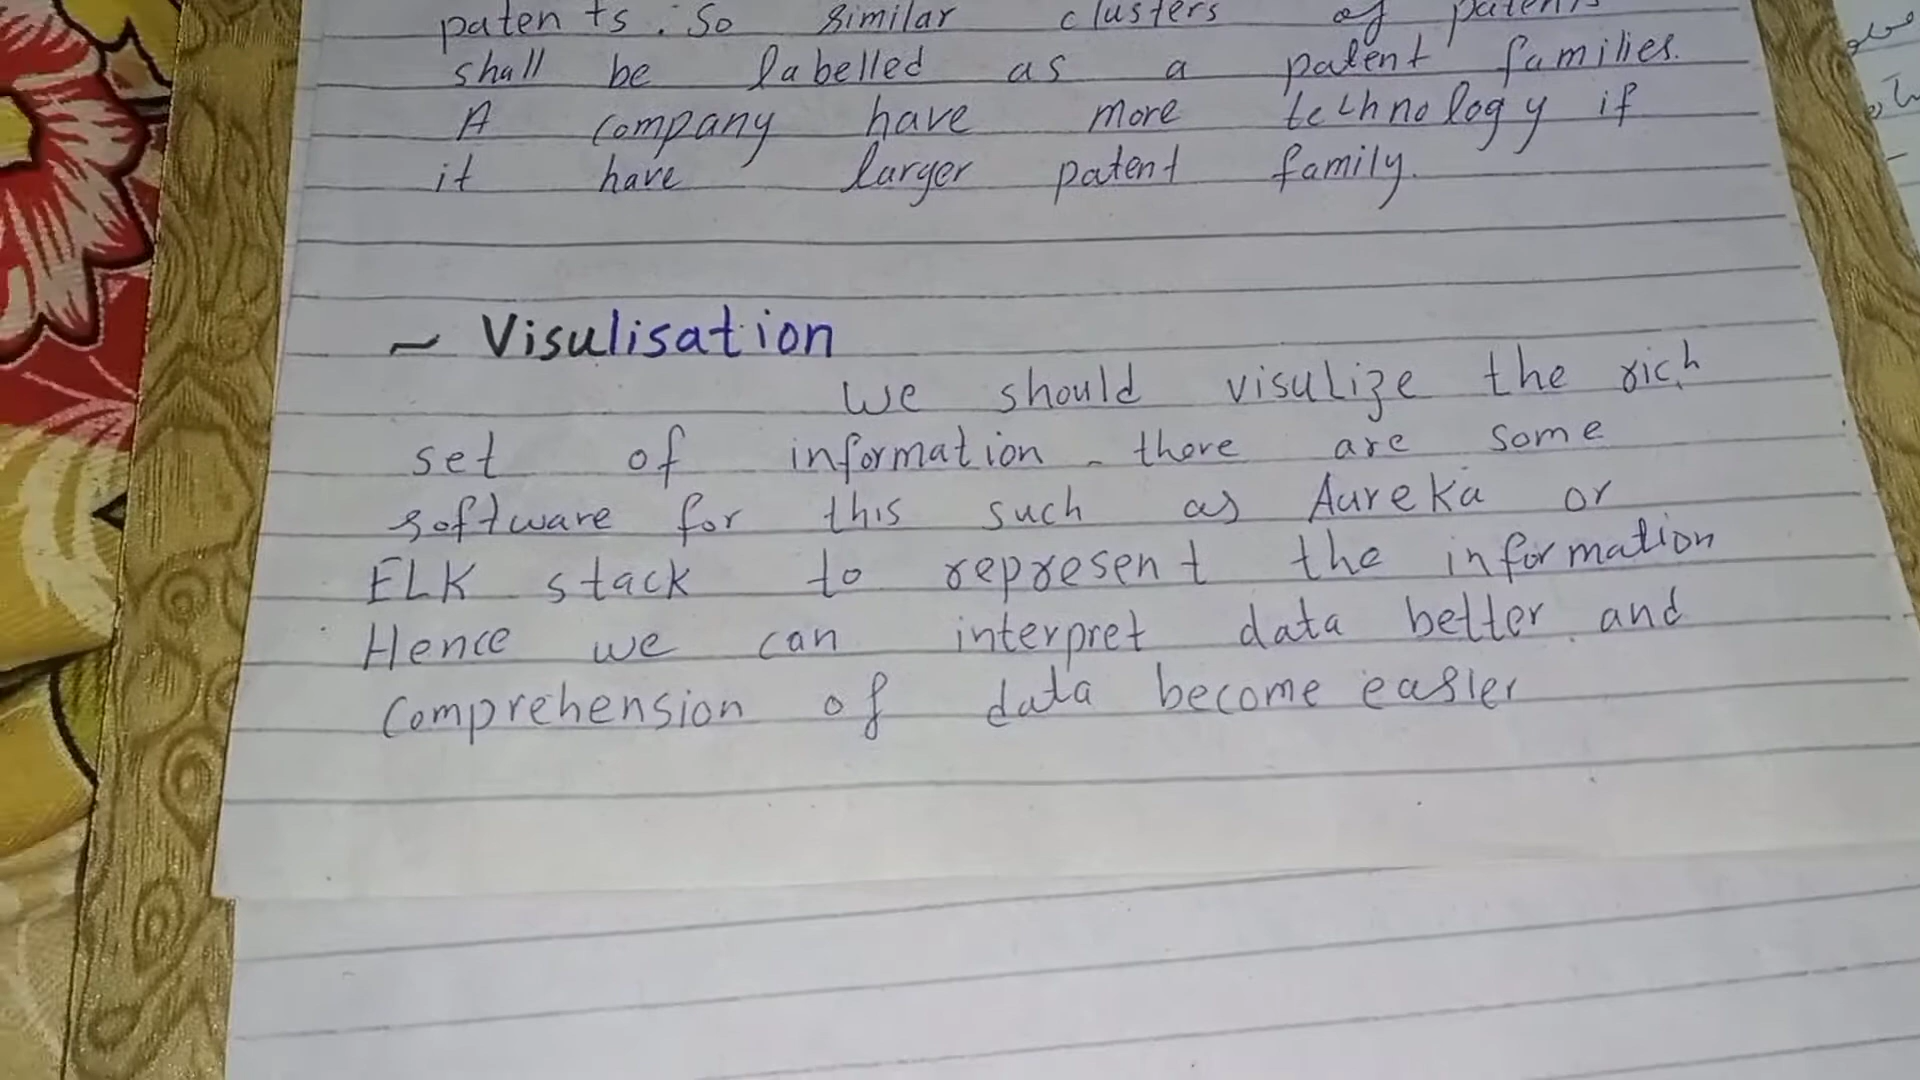 patents. So similar clusters of patents
shall be labelled as a patent families.
A company have more technology if
it have larger patent family.
~ Visulisation
We should visulize the rich
set of information. there are some
software for this such as Aureka or
ELK stack to represent the information
Hence we can interpret data better and
comprehension of data become easier